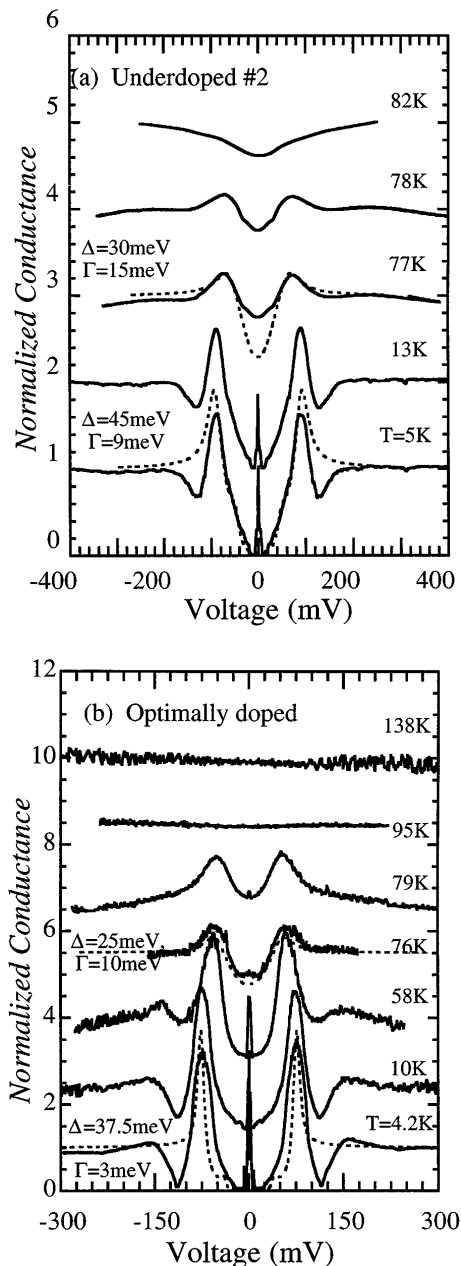 6
5
4
3
2
1
0
Normalized Conductance
(a) Underdoped #2
82K
78K
Δ=30meV
Γ=15meV
77K
13K
Δ=45meV
Γ=9meV
T=5K
-400 -200 0 200 400
Voltage (mV)
12
10
8
6
4
2
0
Normalized Conductance
(b) Optimally doped
138K
95K
79K
76K
Δ=25meV,
Γ=10meV
58K
10K
Δ=37.5meV
T=4.2K
Γ=3meV
-300 -150 0 150 300
Voltage (mV)